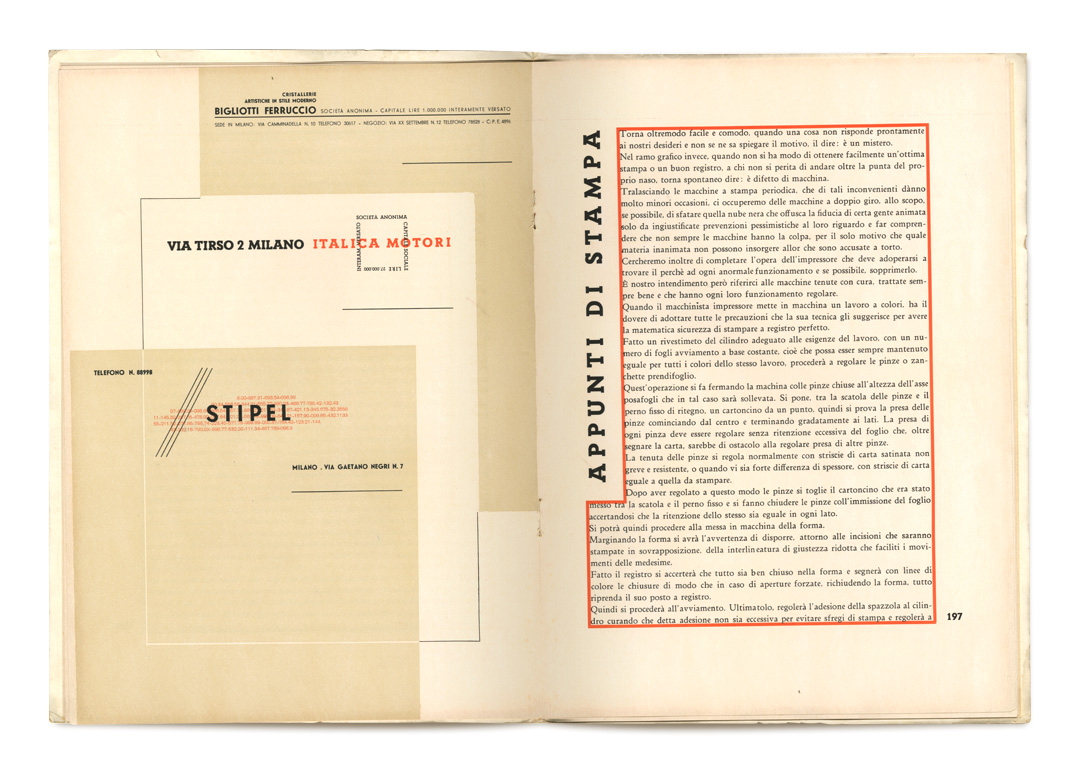 CRISTALLERIE
ARTISTICHE IN STILE MODERNO
BIGLIOTTI FERRUCCIO SOCIETÀ ANONIMA - CAPITALE LIRE 1.000.000 INTERAMENTE VERSATO
SEDE IN MILANO: VIA CAMMINADELLA N. 10 TELEFONO 30617 - NEGOZIO: VIA XX SETTEMBRE N. 12 TELEFONO 78028 - C. P. E. 6894
SOCIETÀ ANONIMA
CAPITALE SOCIALE
LIRE 27.000.000
INTERAM. VERSATO
VIA TIRSO 2 MILANO ITALICA MOTORI
TELEFONO N. 88998
STIPEL
MILANO . VIA GAETANO NEGRI N. 7
APPUNTI DI STAMPA
Torna oltremodo facile e comodo, quando una cosa non risponde prontamente
ai nostri desideri e non se ne sa spiegare il motivo, il dire: è un mistero.
Nel ramo grafico invece, quando non si ha modo di ottenere facilmente un'ottima
stampa o un buon registro, a chi non si perita di andare oltre la punta del pro-
prio naso, torna spontaneo dire: è difetto di macchina.
Tralasciando le macchine a stampa periodica, che di tali inconvenienti dànno
molto minori occasioni, ci occuperemo delle macchine a doppio giro, allo scopo,
se possibile, di sfatare quella nube nera che offusca la fiducia di certa gente animata
solo da ingiustificate prevenzioni pessimistiche al loro riguardo e far compren-
dere che non sempre le macchine hanno la colpa, per il solo motivo che quale
materia inanimata non possono insorgere allor che sono accusate a torto.
Cercheremo inoltre di completare l'opera dell'impressore che deve adoperarsi a
trovare il perchè ad ogni anormale funzionamento e se possibile, sopprimerlo.
È nostro intendimento però riferirci alle macchine tenute con cura, trattate sem-
pre bene e che hanno ogni loro funzionamento regolare.
Quando il macchinista impressore mette in macchina un lavoro a colori, ha il
dovere di adottare tutte le precauzioni che la sua tecnica gli suggerisce per avere
la matematica sicurezza di stampare a registro perfetto.
Fatto un rivestimeto del cilindro adeguato alle esigenze del lavoro, con un nu-
mero di fogli avviamento a base costante, cioè che possa esser sempre mantenuto
eguale per tutti i colori dello stesso lavoro, procederà a regolare le pinze o zan-
chette prendifoglio.
Quest'operazione si fa fermando la macchina colle pinze chiuse all'altezza dell'asse
posafogli che in tal caso sarà sollevata. Si pone, tra la scatola delle pinze e il
perno fisso di ritegno, un cartoncino da un punto, quindi si prova la presa delle
pinze cominciando dal centro e terminando gradatamente ai lati. La presa di
ogni pinza deve essere regolare senza ritenzione eccessiva del foglio che, oltre
segnare la carta, sarebbe di ostacolo alla regolare presa di altre pinze.
La tenuta delle pinze si regola normalmente con striscie di carta satinata non
greve e resistente, o quando vi sia forte differenza di spessore, con striscie di carta
eguale a quella da stampare.
Dopo aver regolato a questo modo le pinze si toglie il cartoncino che era stato
messo tra la scatola e il perno fisso e si fanno chiudere le pinze coll'immissione del foglio
accertandosi che la ritenzione dello stesso sia eguale in ogni lato.
Si potrà quindi procedere alla messa in macchina della forma.
Marginando la forma si avrà l'avvertenza di disporre, attorno alle incisioni che saranno
stampate in sovrapposizione, della interlineatura di giustezza ridotta che faciliti i movi-
menti delle medesime.
Fatto il registro si accerterà che tutto sia ben chiuso nella forma e segnerà con linee di
colore le chiusure di modo che in caso di aperture forzate, richiudendo la forma, tutto
riprenda il suo posto a registro.
Quindi si procederà all'avviamento. Ultimatolo, regolerà l'adesione della spazzola al cilin-
dro curando che detta adesione non sia eccessiva per evitare sfregi di stampa e regolerà a
197